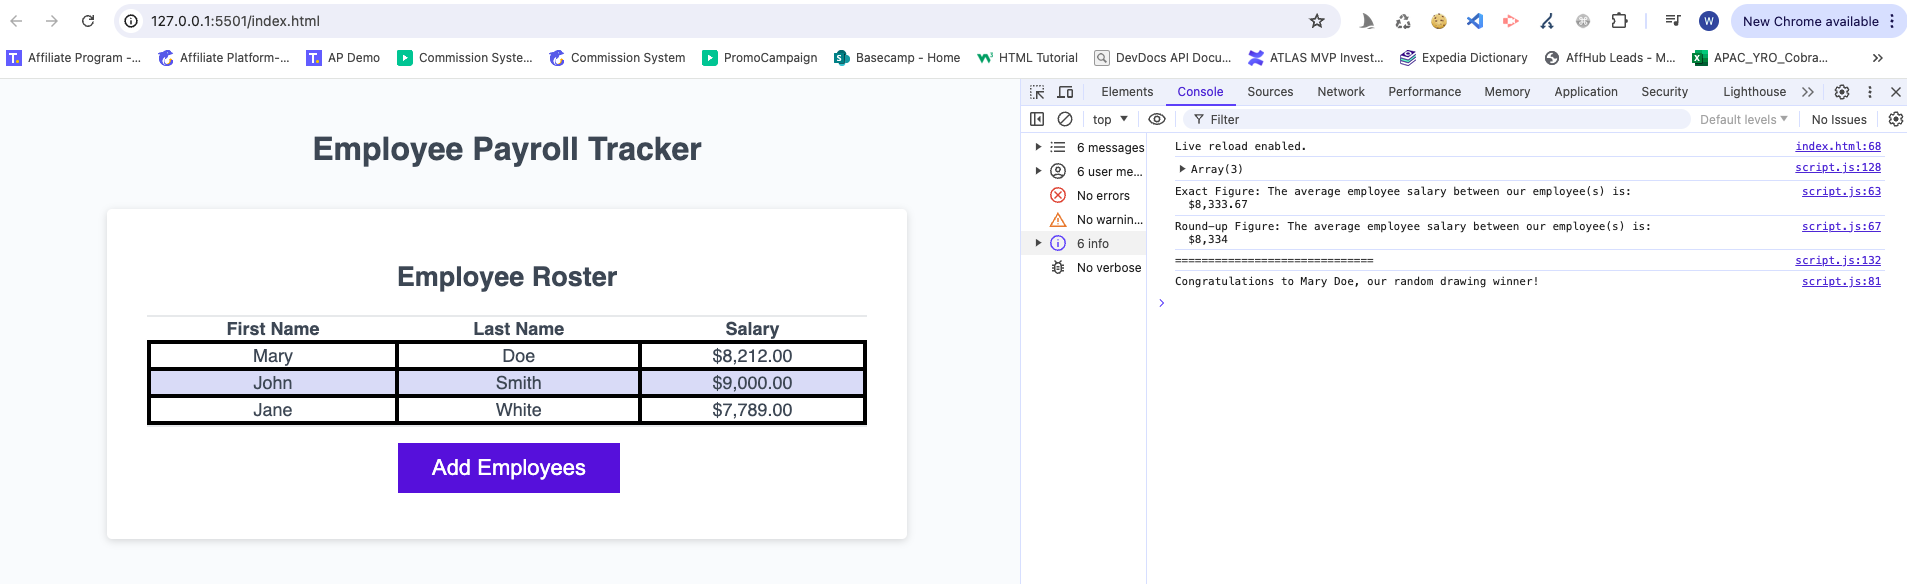 127.0.0.1:5501/index.html
W
New Chrome available
Affiliate Program -...
Affiliate Platform-...
AP Demo
Commission Syste...
Commission System
PromoCampaign
Basecamp - Home
HTML Tutorial
DevDocs API Docu...
ATLAS MVP Invest...
Expedia Dictionary
AffHub Leads - M...
APAC_YRO_Cobra...
Employee Payroll Tracker
Employee Roster
First Name Last Name Salary
Mary Doe $8,212.00
John Smith $9,000.00
Jane White $7,789.00
Add Employees
Elements Console Sources Network Performance Memory Application Security Lighthouse
top Filter Default levels No Issues
6 messages
6 user me...
No errors
No warnin...
6 info
No verbose
Live reload enabled. index.html:68
Array(3) script.js:128
Exact Figure: The average employee salary between our employee(s) is: script.js:63
$8,333.67
Round-up Figure: The average employee salary between our employee(s) is: script.js:67
$8,334
============================== script.js:132
Congratulations to Mary Doe, our random drawing winner! script.js:81